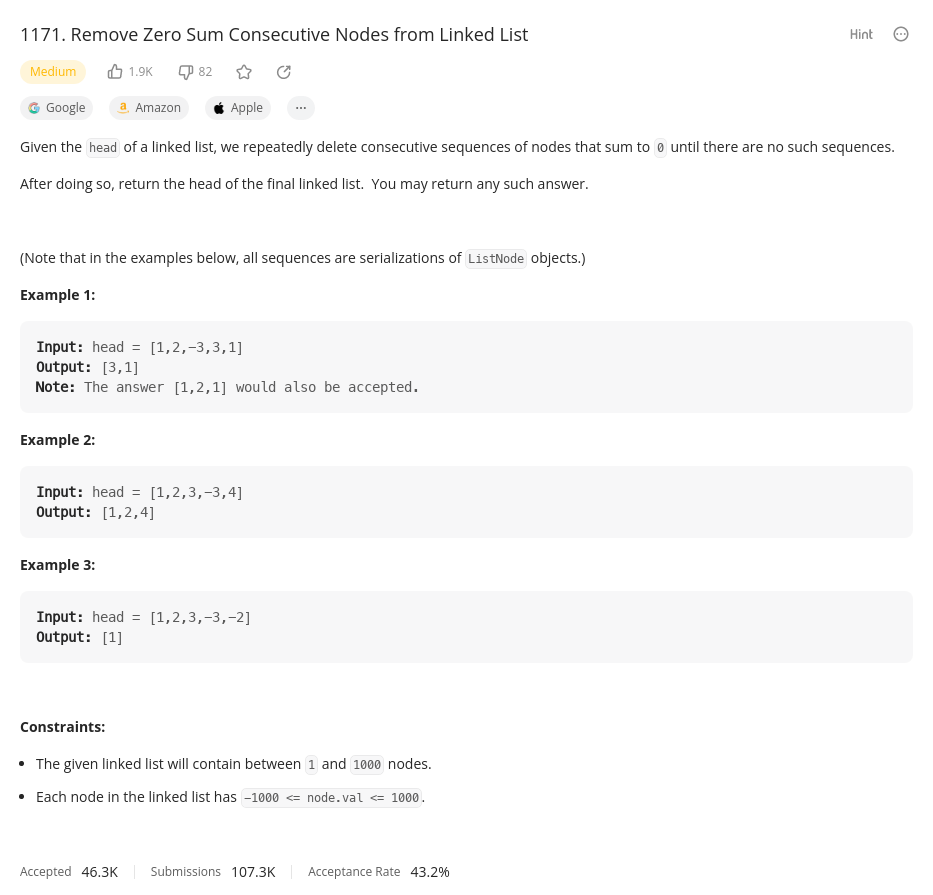 1171. Remove Zero Sum Consecutive Nodes from Linked List
Hint
Medium 1.9K 82
Google Amazon Apple ...
Given the head of a linked list, we repeatedly delete consecutive sequences of nodes that sum to 0 until there are no such sequences.
After doing so, return the head of the final linked list.  You may return any such answer.
(Note that in the examples below, all sequences are serializations of ListNode objects.)
Example 1:
Input: head = [1,2,-3,3,1]
Output: [3,1]
Note: The answer [1,2,1] would also be accepted.
Example 2:
Input: head = [1,2,3,-3,4]
Output: [1,2,4]
Example 3:
Input: head = [1,2,3,-3,-2]
Output: [1]
Constraints:
• The given linked list will contain between 1 and 1000 nodes.
• Each node in the linked list has -1000 <= node.val <= 1000.
Accepted 46.3K Submissions 107.3K Acceptance Rate 43.2%